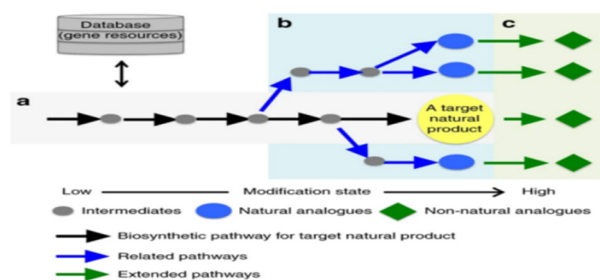 Database
(gene resources)
b
c
a
A target
natural
product
Low
Modification state
High
Intermediates
Natural analogues
Non-natural analogues
Biosynthetic pathway for target natural product
Related pathways
Extended pathways